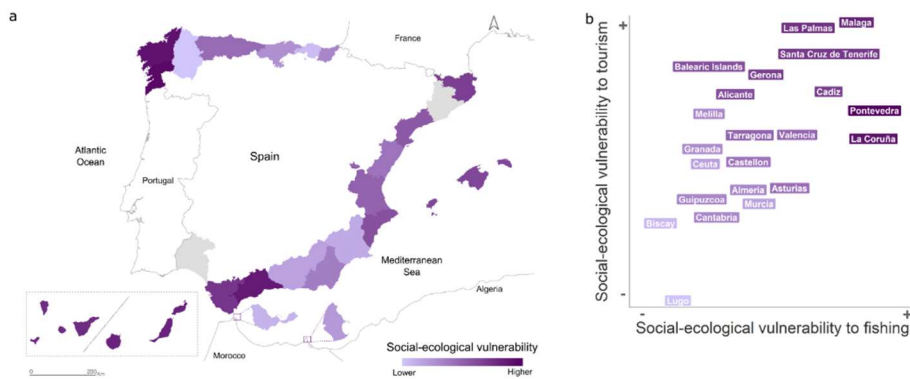 a
France
Atlantic
Ocean
Spain
Portugal
Mediterranean
Sea
Algeria
Morocco
Social-ecological vulnerability
Lower
Higher
0
b
Social-ecological vulnerability to tourism
+
-
Malaga
Las Palmas
Santa Cruz de Tenerife
Balearic Islands
Gerona
Alicante
Cadiz
Melilla
Pontevedra
Tarragona
Valencia
La Coruña
Granada
Ceuta
Castellon
Almeria
Asturias
Guipuzcoa
Murcia
Cantabria
Biscay
Lugo
-
+
Social-ecological vulnerability to fishing